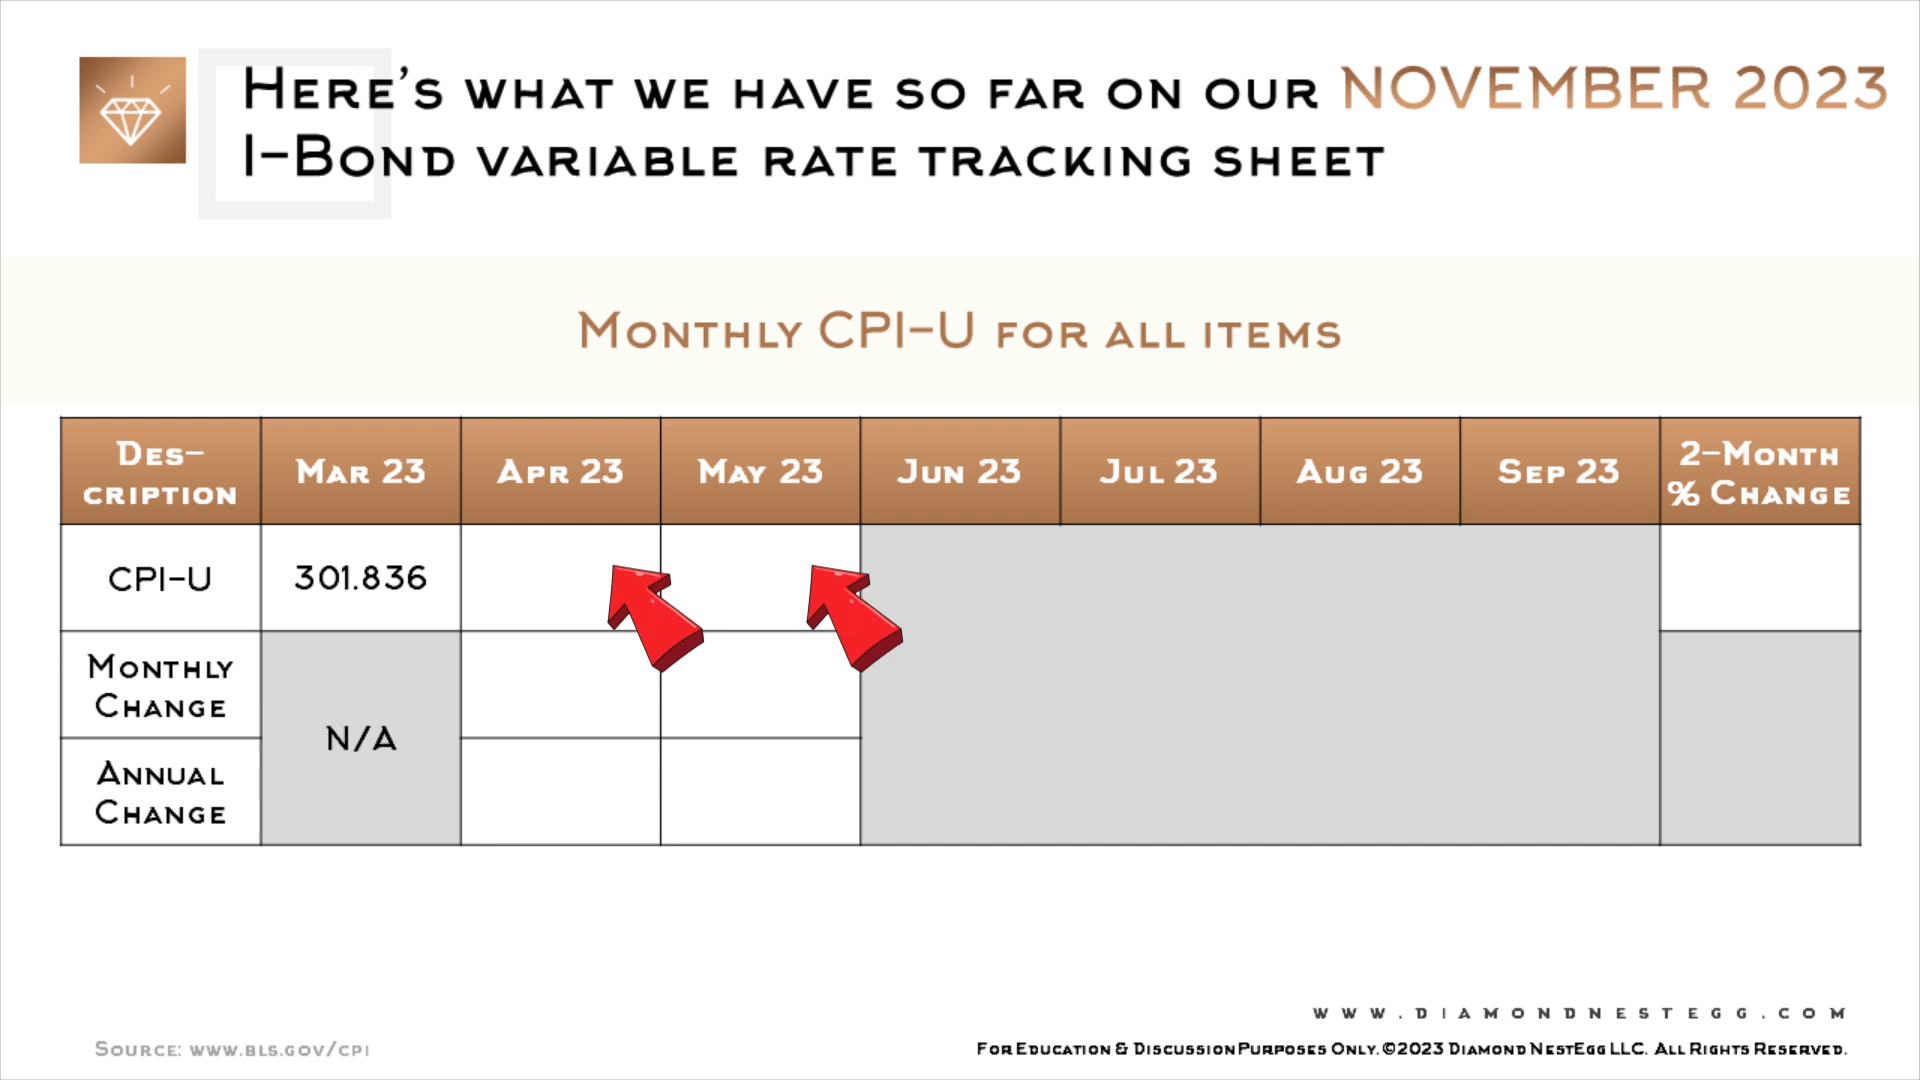 Here's what we have so far on our NOVEMBER 2023
I-Bond variable rate tracking sheet
Monthly CPI-U for all items
Des-
cription
Mar 23
Apr 23
May 23
Jun 23
Jul 23
Aug 23
Sep 23
2-Month
% Change
CPI-U
301.836
Monthly
Change
N/A
Annual
Change
www.diamondnestegg.com
Source: www.bls.gov/cpi
For Education & Discussion Purposes Only. ©2023 Diamond NestEgg LLC. All Rights Reserved.